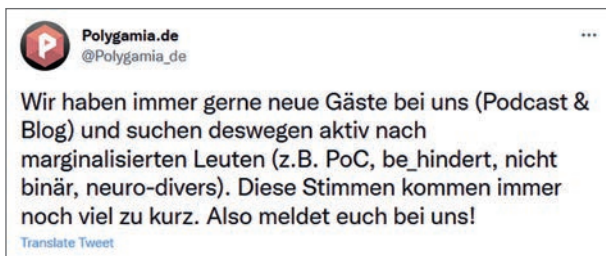 Polygamia.de
@Polygamia_de
Wir haben immer gerne neue Gäste bei uns (Podcast &
Blog) und suchen deswegen aktiv nach
marginalisierten Leuten (z.B. PoC, be_hindert, nicht
binär, neuro-divers). Diese Stimmen kommen immer
noch viel zu kurz. Also meldet euch bei uns!
Translate Tweet